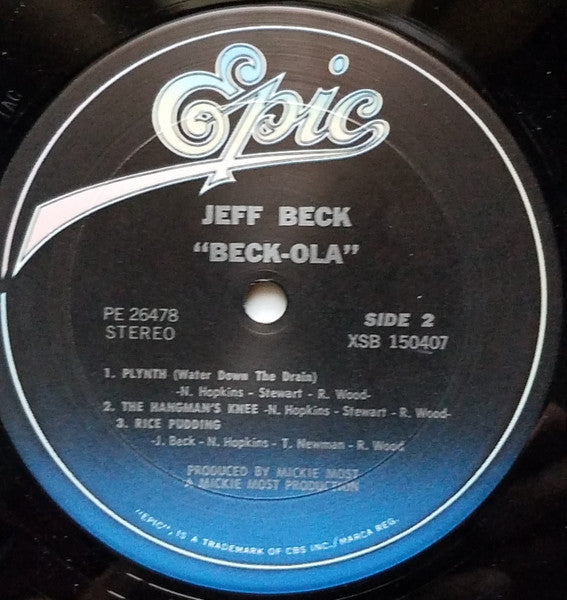 Epic
JEFF BECK
"BECK-OLA"
PE 26478
STEREO
SIDE 2
XSB 150407
1. PLYNTH (Water Down The Drain)
-N. Hopkins - Stewart - R. Wood-
2. THE HANGMAN'S KNEE -N. Hopkins - Stewart - R. Wood-
3. RICE PUDDING
-J. Beck - N. Hopkins - T. Newman - R. Wood
PRODUCED BY MICKIE MOST
A MICKIE MOST PRODUCTION
"EPIC", IS A TRADEMARK OF CBS INC./MARCA REG.